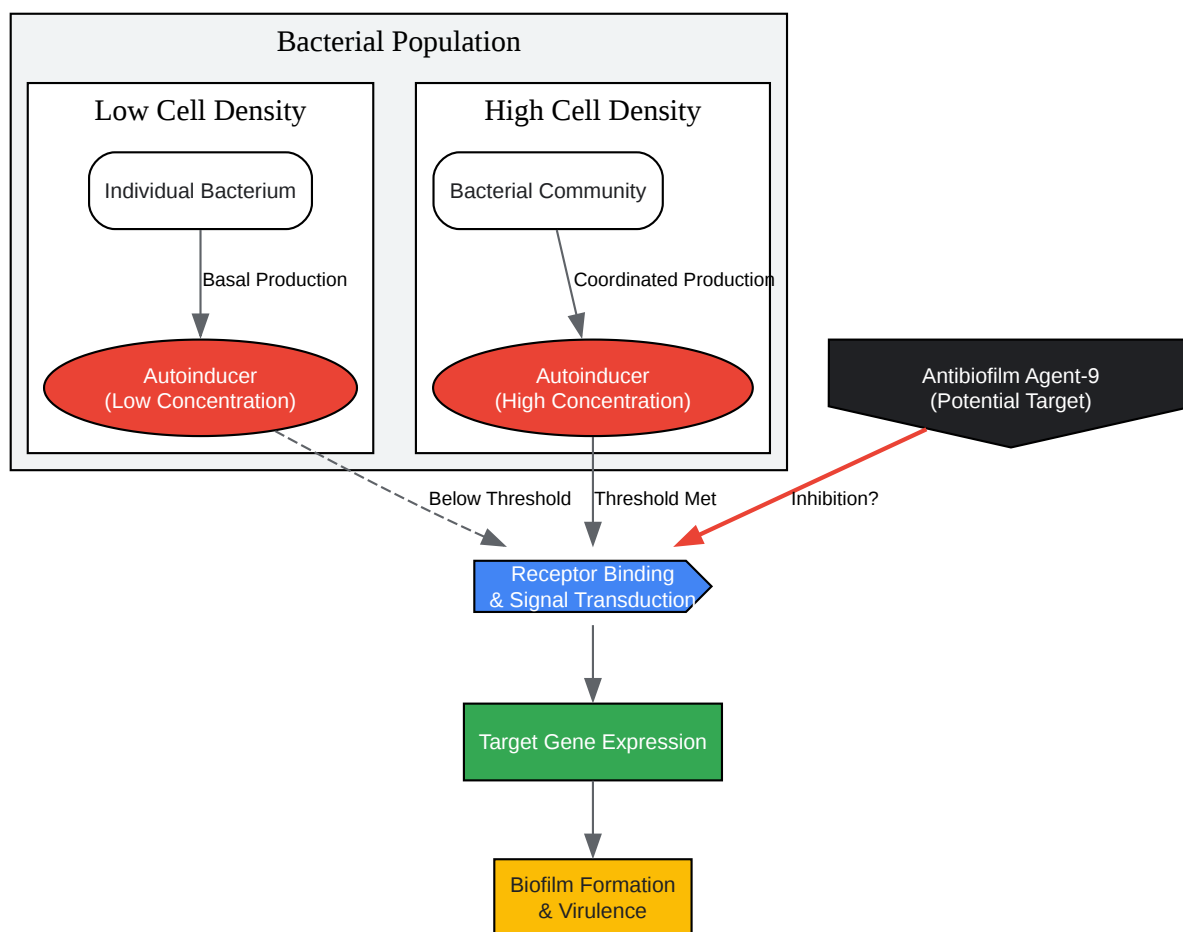 Bacterial Population
Low Cell Density
High Cell Density
Individual Bacterium
Bacterial Community
Basal Production
Coordinated Production
Autoinducer
(Low Concentration)
Autoinducer
(High Concentration)
Antibiofilm Agent-9
(Potential Target)
Below Threshold
Threshold Met
Inhibition?
Receptor Binding
& Signal Transduction
Target Gene Expression
Biofilm Formation
& Virulence